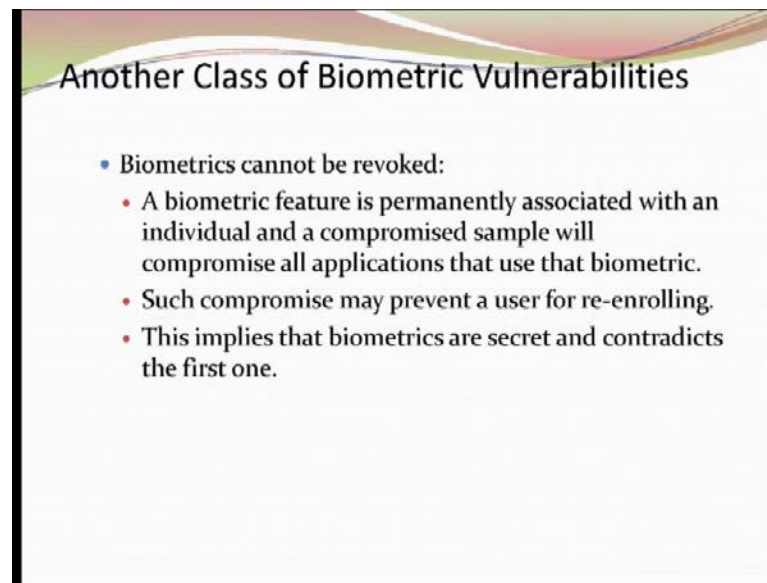 Another Class of Biometric Vulnerabilities
• Biometrics cannot be revoked:
• A biometric feature is permanently associated with an
individual and a compromised sample will
compromise all applications that use that biometric.
• Such compromise may prevent a user for re-enrolling.
• This implies that biometrics are secret and contradicts
the first one.